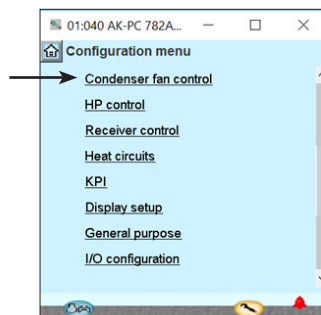 01:040 AK-PC 782A...
Configuration menu
Condenser fan control
HP control
Receiver control
Heat circuits
KPI
Display setup
General purpose
I/O configuration